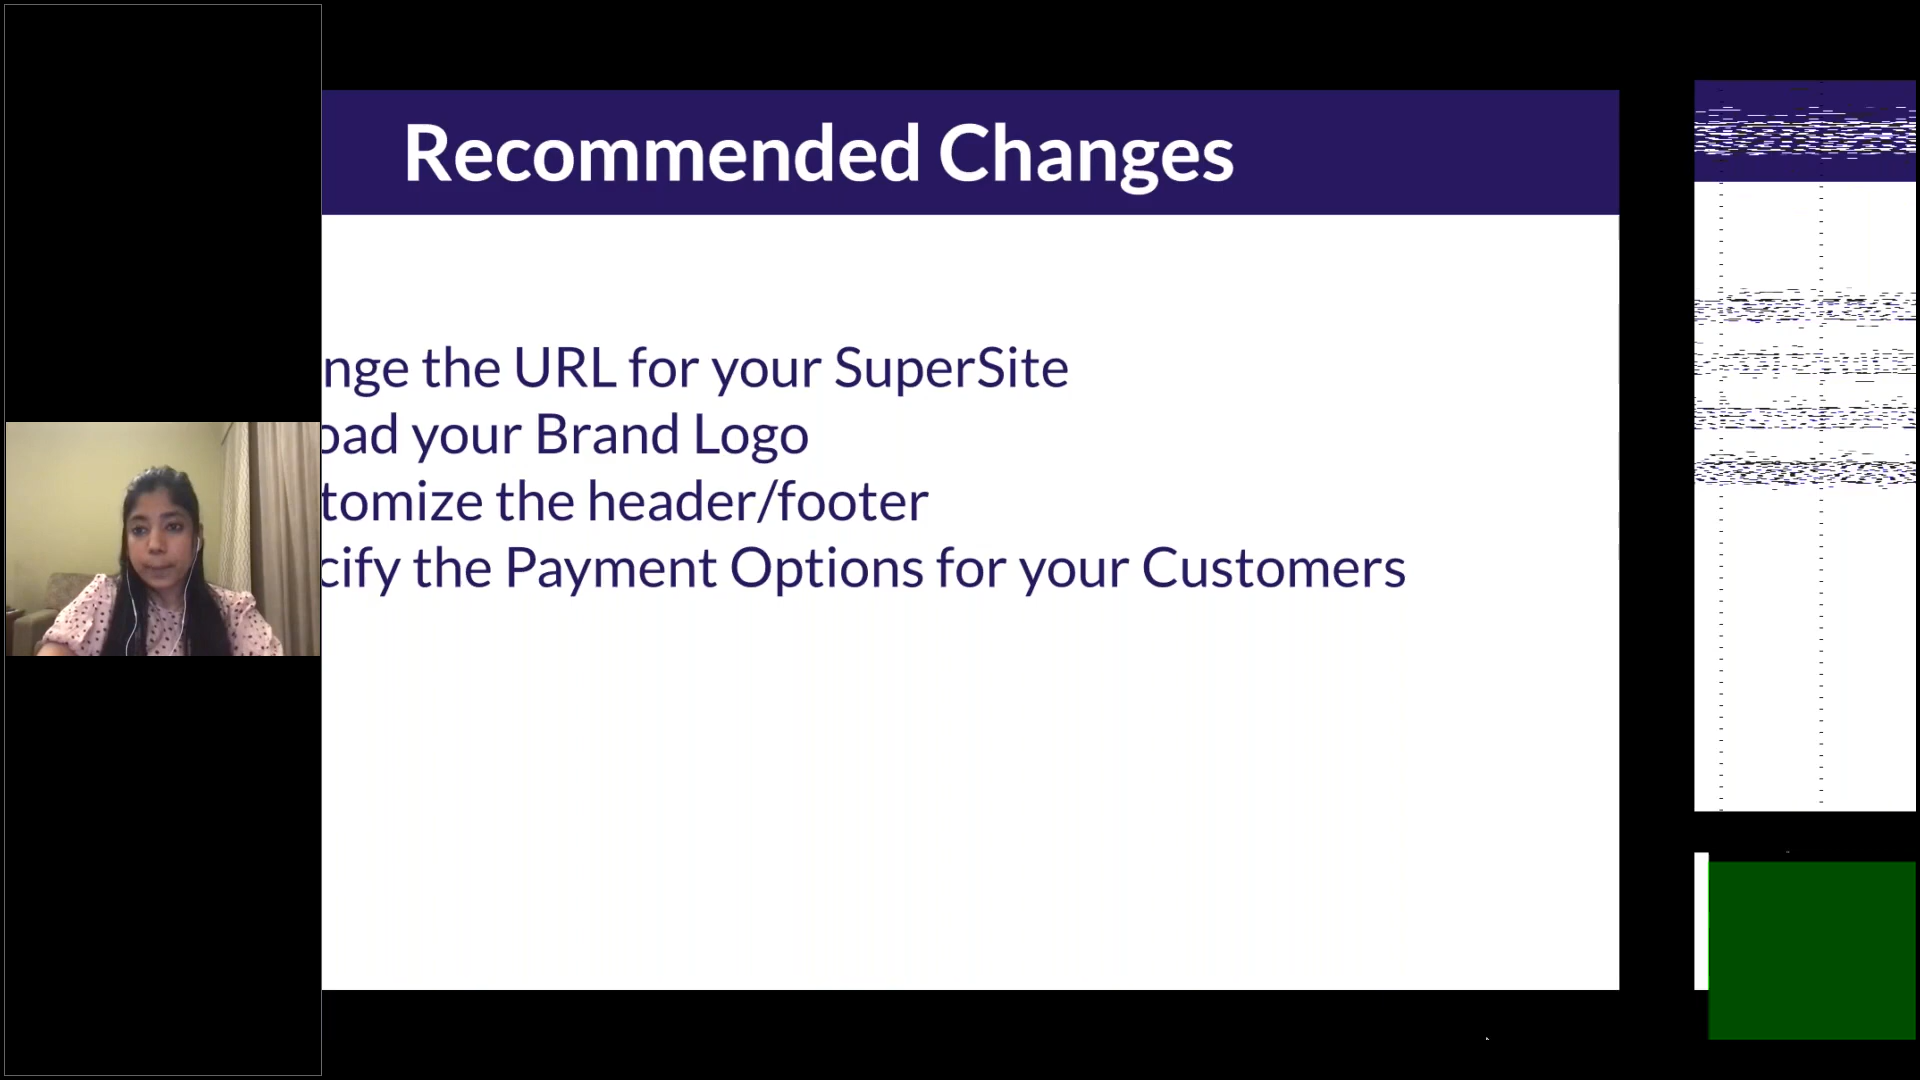 Recommended Changes
nge the URL for your SuperSite
oad your Brand Logo
tomize the header/footer
cify the Payment Options for your Customers